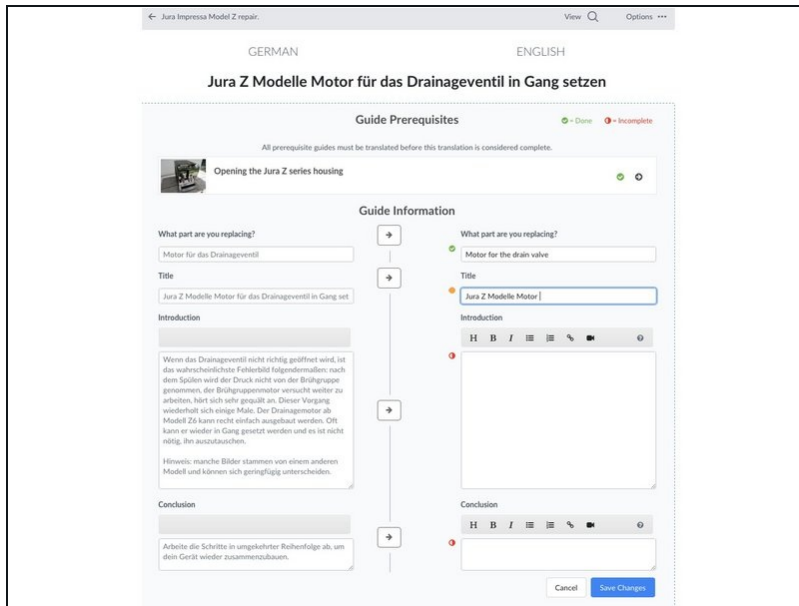 ← Jura Impressa Model Z repair. View Options •••
GERMAN ENGLISH
Jura Z Modelle Motor für das Drainageventil in Gang setzen
Guide Prerequisites = Done = Incomplete
All prerequisite guides must be translated before this translation is considered complete.
Opening the Jura Z series housing
Guide Information
What part are you replacing? What part are you replacing?
Motor für das Drainageventil Motor for the drain valve
Title Title
Jura Z Modelle Motor für das Drainageventil in Gang set Jura Z Modelle Motor
Introduction Introduction
H B I
Wenn das Drainageventil nicht richtig geöffnet wird, ist
das wahrscheinlichste Fehlerbild folgendermaßen: nach
dem Spülen wird der Druck nicht von der Brühgruppe
genommen, der Brühgruppenmotor versucht weiter zu
arbeiten, hört sich sehr gequält an. Dieser Vorgang
wiederholt sich einige Male. Der Drainagemotor ab
Modell Z6 kann recht einfach ausgebaut werden. Oft
kann er wieder in Gang gesetzt werden und es ist nicht
nötig, ihn auszutauschen.
Hinweis: manche Bilder stammen von einem anderen
Modell und können sich geringfügig unterscheiden.
Conclusion Conclusion
H B I
Arbeite die Schritte in umgekehrter Reihenfolge ab, um
dein Gerät wieder zusammenzubauen.
Cancel Save Changes